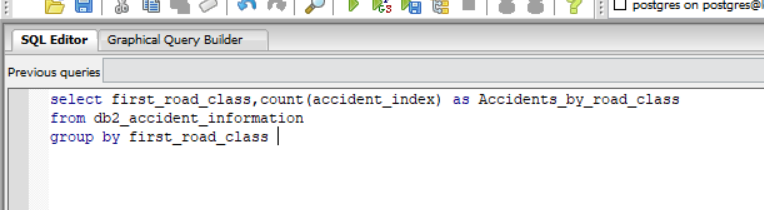 postgres on postgres@
SQL Editor
Graphical Query Builder
Previous queries
select first_road_class,count(accident_index) as Accidents_by_road_class
from db2_accident_information
group by first_road_class